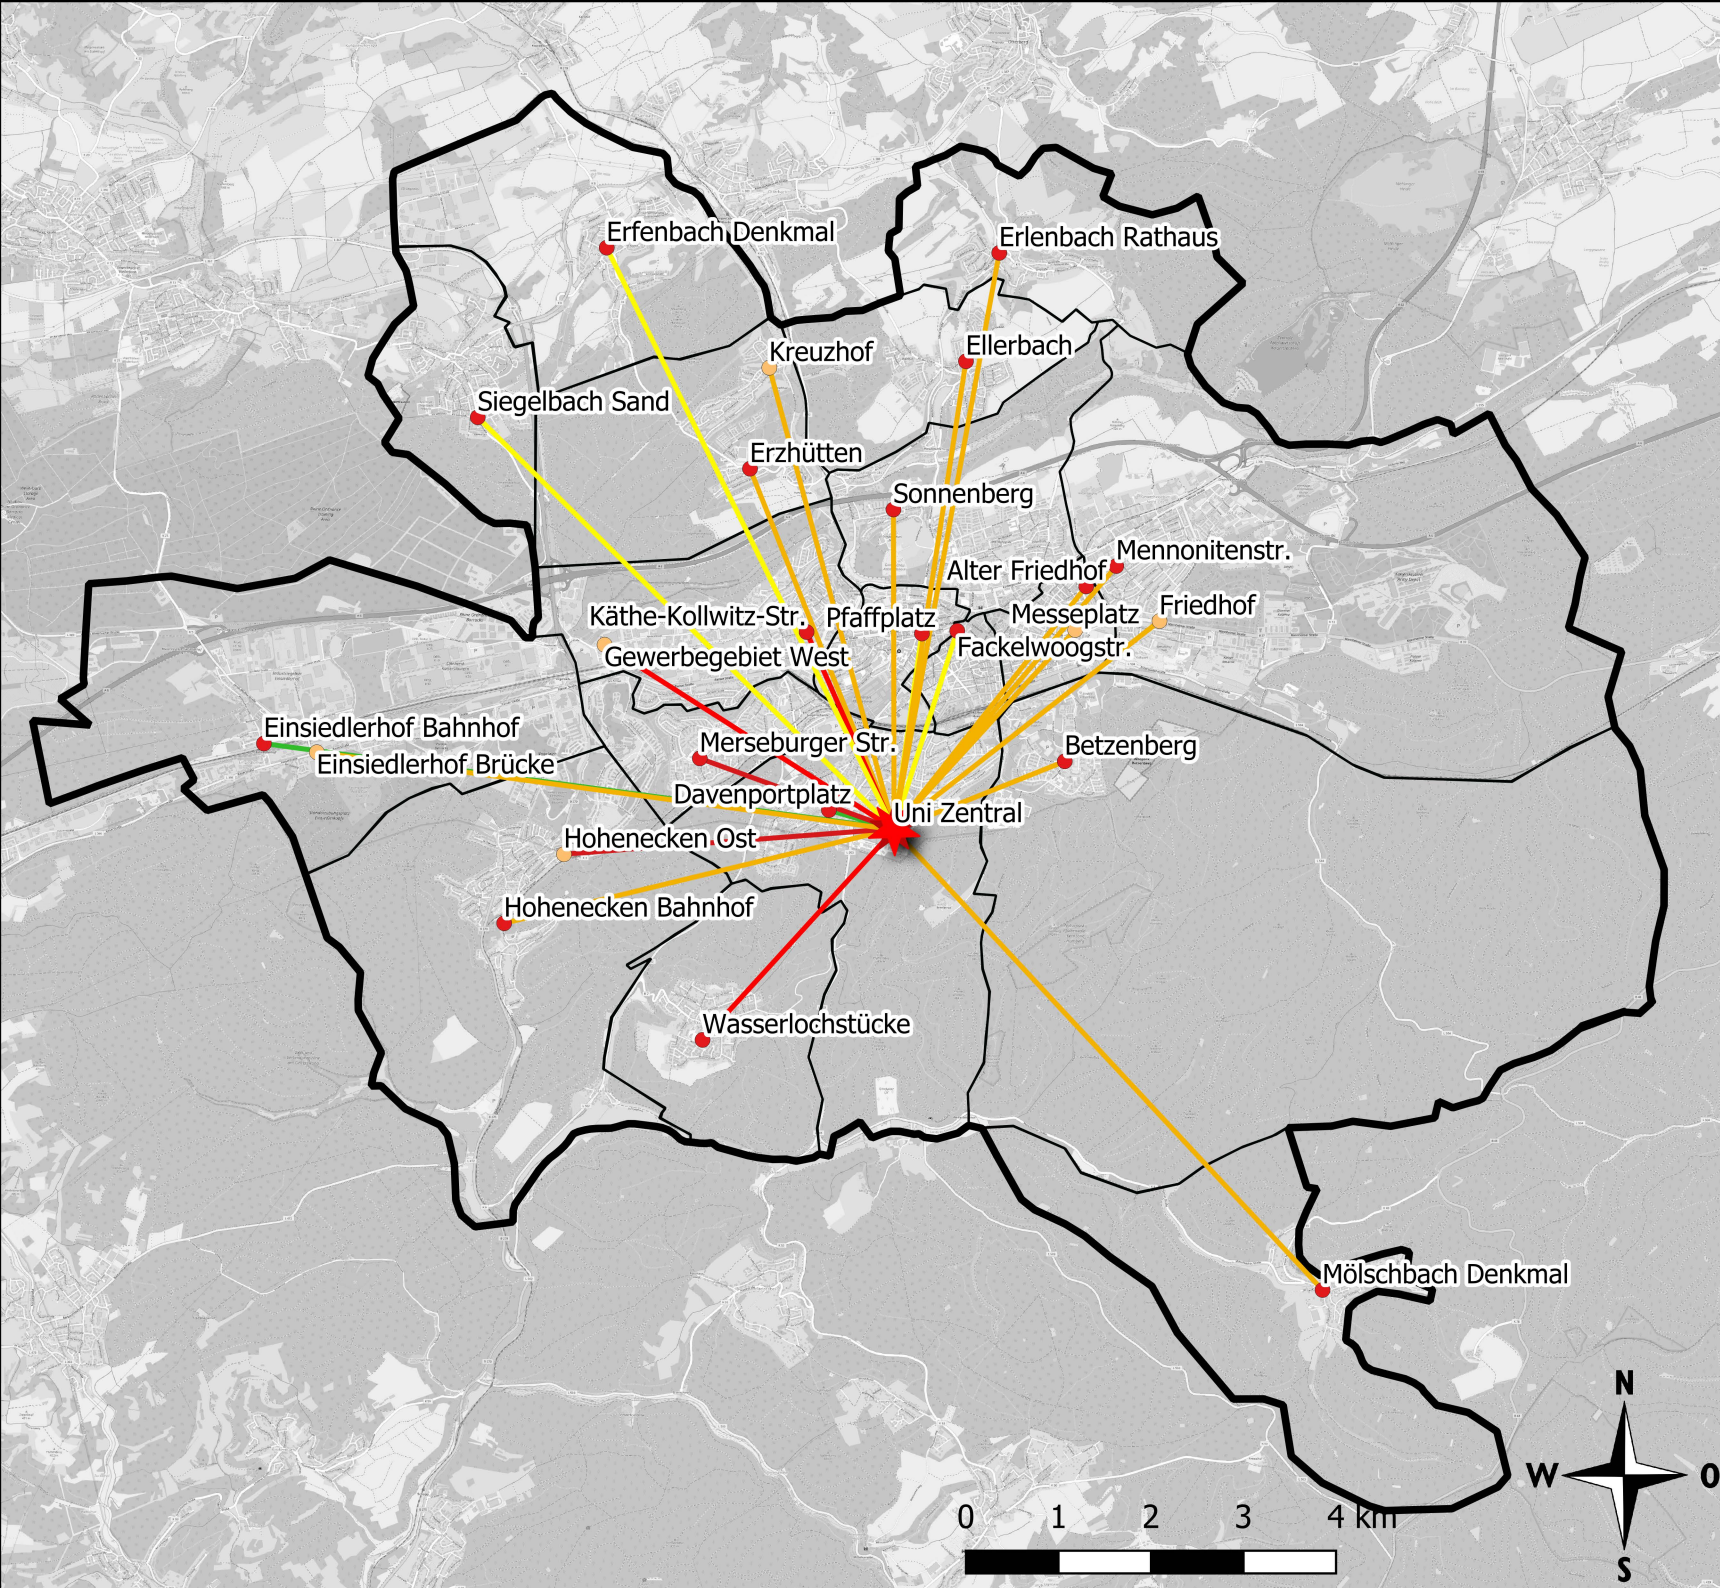 Erfenbach Denkmal
Erlenbach Rathaus
Kreuzhof
Ellerbach
Siegelbach Sand
Erzhütten
Sonnenberg
Mennonitenstr.
Alter Friedhof
Friedhof
Käthe-Kollwitz-Str.
Pfaffplatz
Messeplatz
Gewerbegebiet West
Fackelwoogstr.
Einsiedlerhof Bahnhof
Merseburger Str.
Betzenberg
Einsiedlerhof Brücke
Davenportplatz
Uni Zentral
Hohenecken Ost
Hohenecken Bahnhof
Wasserlochstücke
Mölschbach Denkmal
N
W
O
S
0 1 2 3 4 km